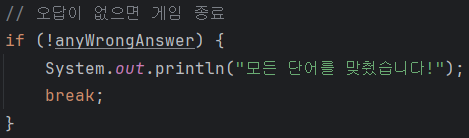 // 오답이 없으면 게임 종료
if (!anyWrongAnswer) {
    System.out.println("모든 단어를 맞췄습니다!");
    break;
}